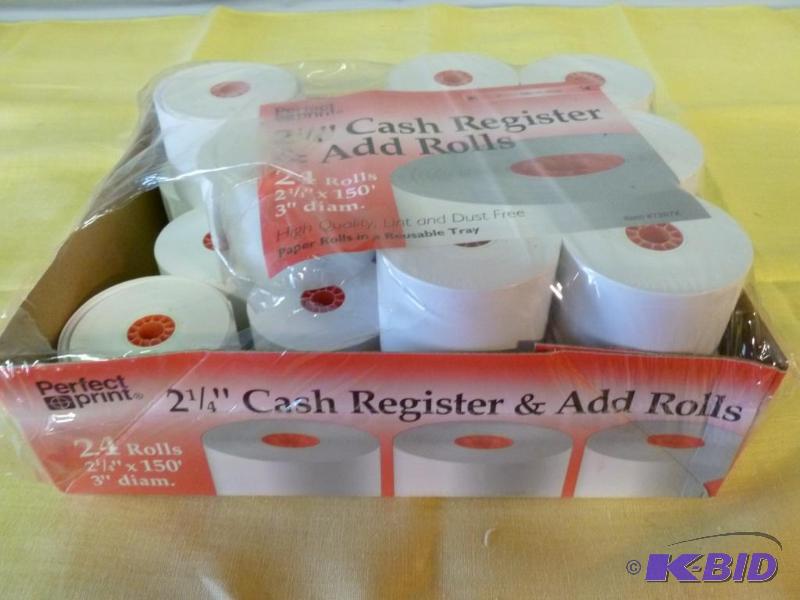 Perfect
print®
2¼" Cash Register
& Add Rolls
24 Rolls
2¼" x 150'
3" diam.
High Quality, Lint and Dust Free
Paper Rolls in a Reusable Tray
Perfect
print®
2¼" Cash Register & Add Rolls
24 Rolls
2¼" x 150'
3" diam.
© K-BID